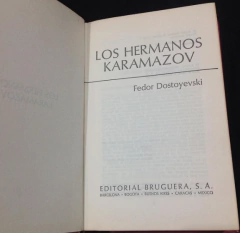 LOS HERMANOS
KARAMAZOV
Fedor Dostoyevski
EDITORIAL BRUGUERA, S. A.
BARCELONA • BOGOTA • BUENOS AIRES • CARACAS • MEXICO